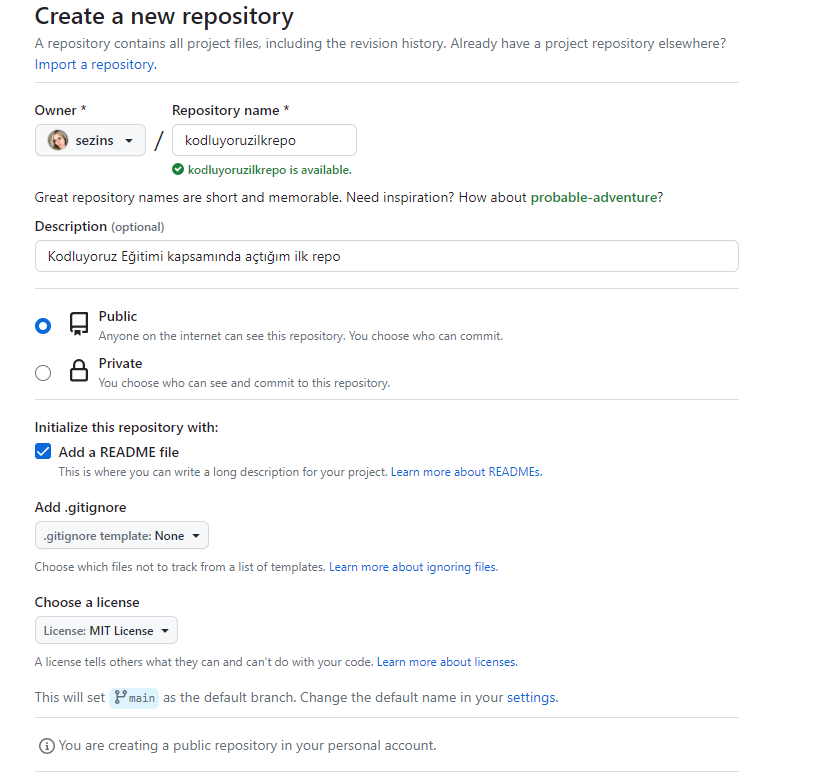 Create a new repository
A repository contains all project files, including the revision history. Already have a project repository elsewhere?
Import a repository.
Owner * Repository name *
sezins / kodluyoruzilkrepo
kodluyoruzilkrepo is available.
Great repository names are short and memorable. Need inspiration? How about probable-adventure?
Description (optional)
Kodluyoruz Eğitimi kapsamında açtığım ilk repo
Public
Anyone on the internet can see this repository. You choose who can commit.
Private
You choose who can see and commit to this repository.
Initialize this repository with:
Add a README file
This is where you can write a long description for your project. Learn more about READMEs.
Add .gitignore
.gitignore template: None
Choose which files not to track from a list of templates. Learn more about ignoring files.
Choose a license
License: MIT License
A license tells others what they can and can't do with your code. Learn more about licenses.
This will set main as the default branch. Change the default name in your settings.
You are creating a public repository in your personal account.